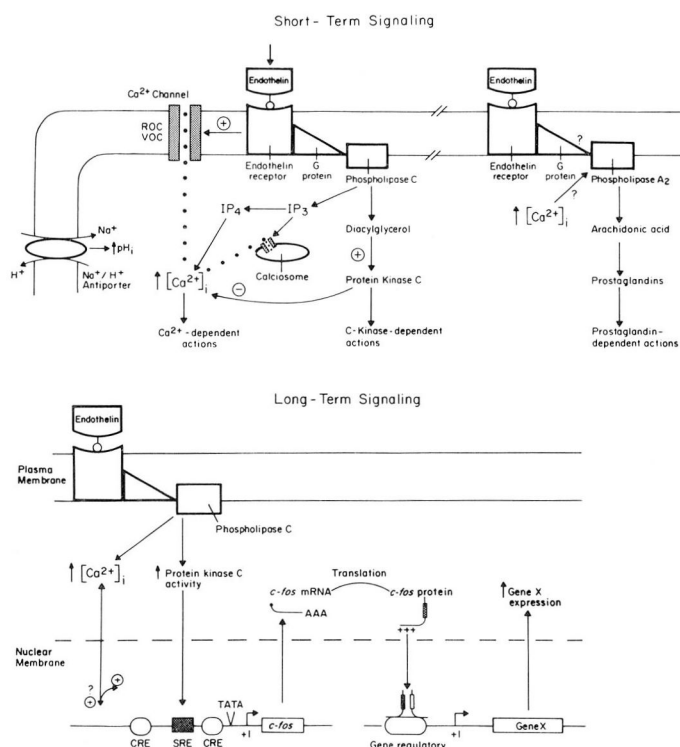 Short-Term Signaling
Endothelin
Endothelin
Ca2+ Channel
ROC
VOC
+
Endothelin
receptor
G
protein
Phospholipase C
Endothelin
receptor
G
protein
?
Phospholipase A2
?
↑ [Ca2+]i
Na+
↑pHi
H+
Na+/H+
Antiporter
IP4
IP3
Calciosome
↑ [Ca2+]i
−
Diacylglycerol
+
Protein Kinase C
Arachidonic acid
Prostaglandins
Ca2+-dependent
actions
C-Kinase-dependent
actions
Prostaglandin-
dependent actions
Long-Term Signaling
Endothelin
Plasma
Membrane
Phospholipase C
↑ [Ca2+]i
↑ Protein kinase C
activity
Translation
c-fos mRNA
AAA
c-fos protein
+++
↑ Gene X
expression
Nuclear
Membrane
?
+
+
TATA
+1
c-fos
+1
Gene X
CRE
SRE
CRE
Gene regulatory